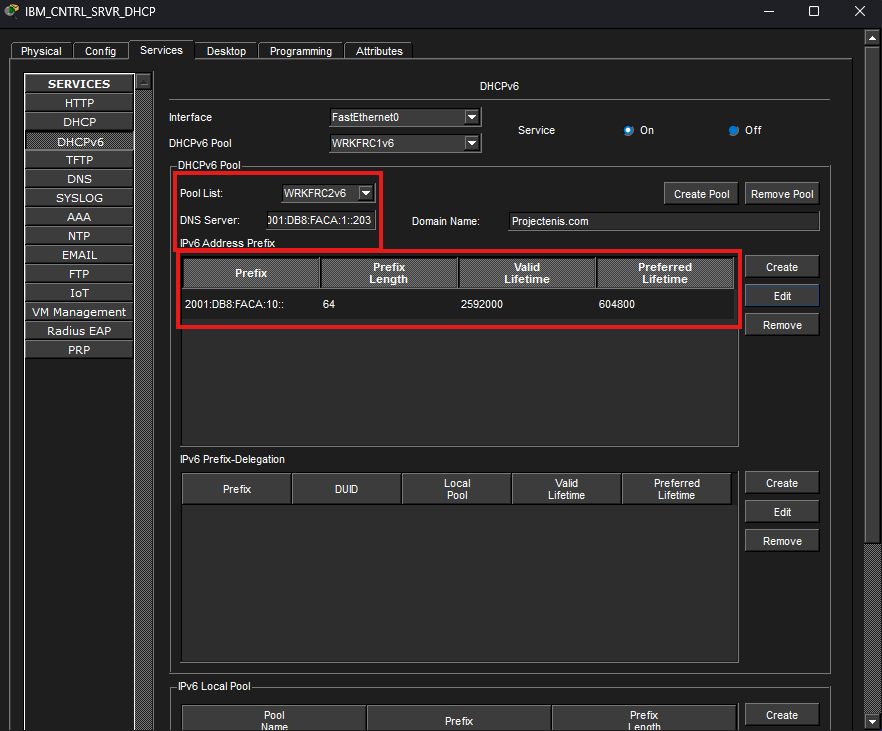 IBM_CNTRL_SRVR_DHCP
Physical Config Services Desktop Programming Attributes
SERVICES
HTTP
DHCP
DHCPv6
TFTP
DNS
SYSLOG
AAA
NTP
EMAIL
FTP
IoT
VM Management
Radius EAP
PRP
DHCPv6
Interface FastEthernet0
Service On Off
DHCPv6 Pool WRKFRC1v6
DHCPv6 Pool
Pool List: WRKFRC2v6 Create Pool Remove Pool
DNS Server: 001:DB8:FACA:1::203 Domain Name: Projectenis.com
IPv6 Address Prefix
Prefix Prefix Length Valid Lifetime Preferred Lifetime
2001:DB8:FACA:10:: 64 2592000 604800
Create
Edit
Remove
IPv6 Prefix-Delegation
Prefix DUID Local Pool Valid Lifetime Preferred Lifetime
Create
Edit
Remove
IPv6 Local Pool
Pool Name Prefix Prefix Length
Create